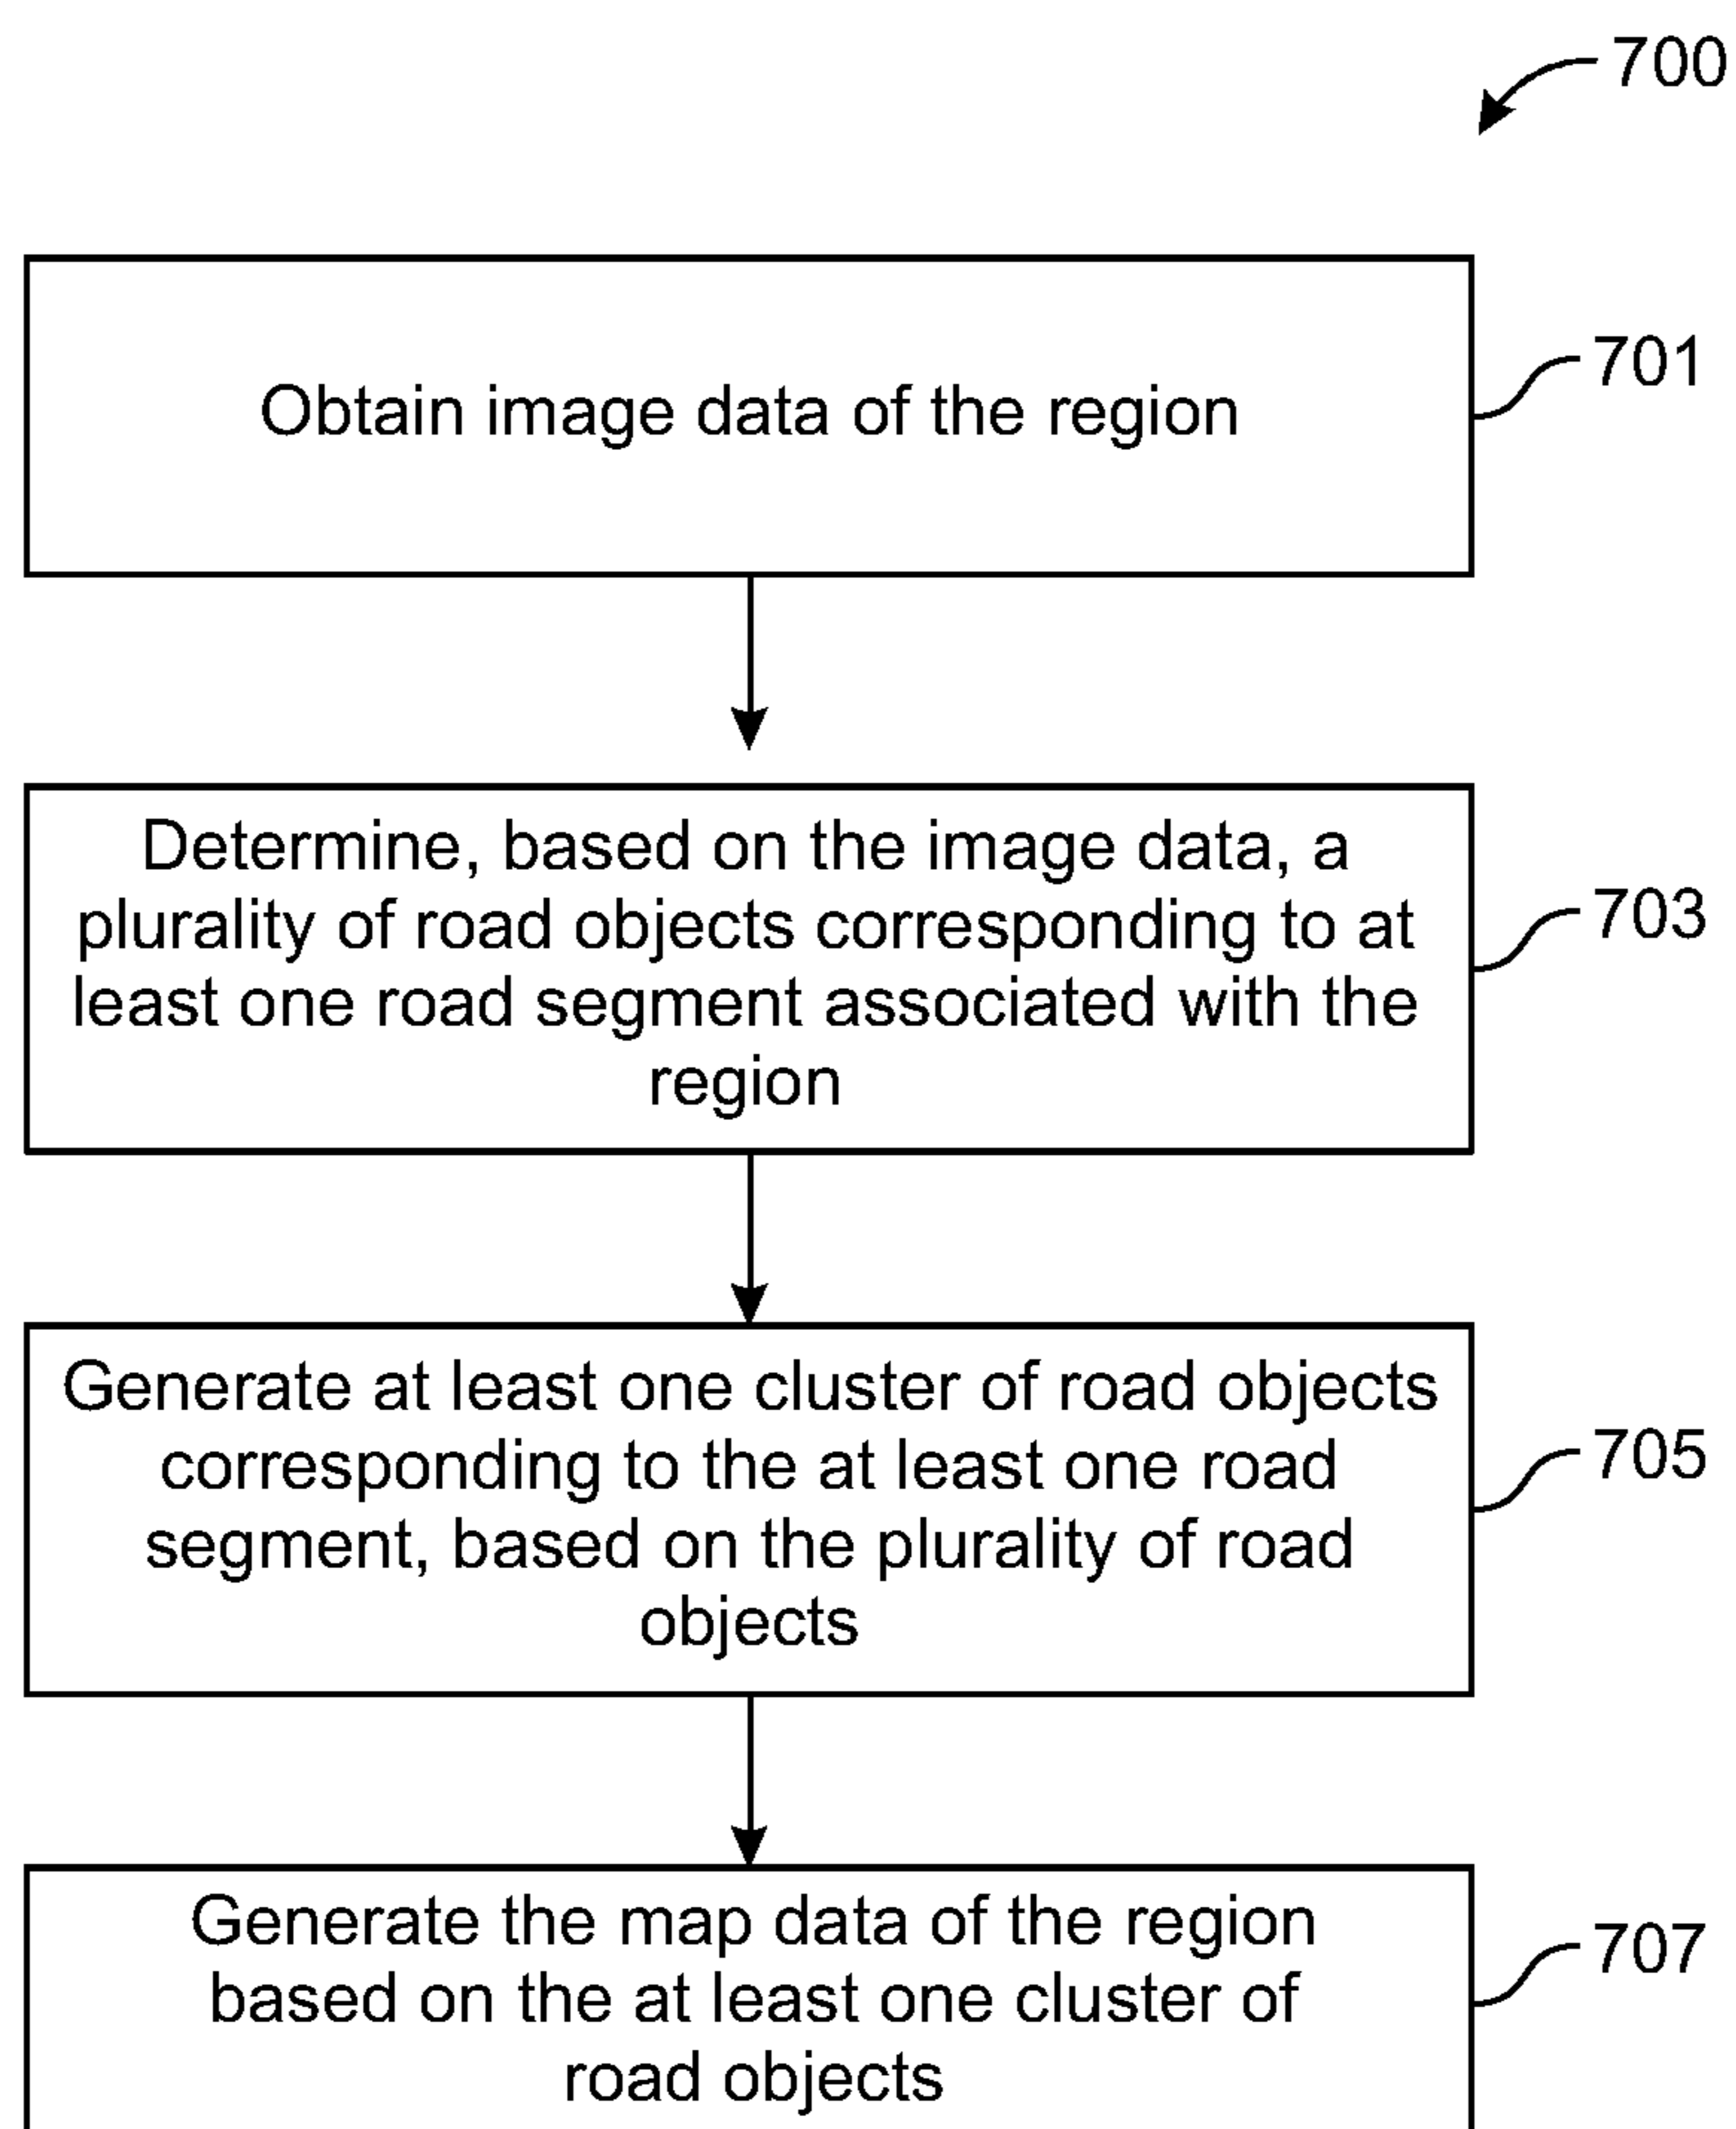 700
Obtain image data of the region
701
Determine, based on the image data, a
plurality of road objects corresponding to at
least one road segment associated with the
region
703
Generate at least one cluster of road objects
corresponding to the at least one road
segment, based on the plurality of road
objects
705
Generate the map data of the region
based on the at least one cluster of
road objects
707